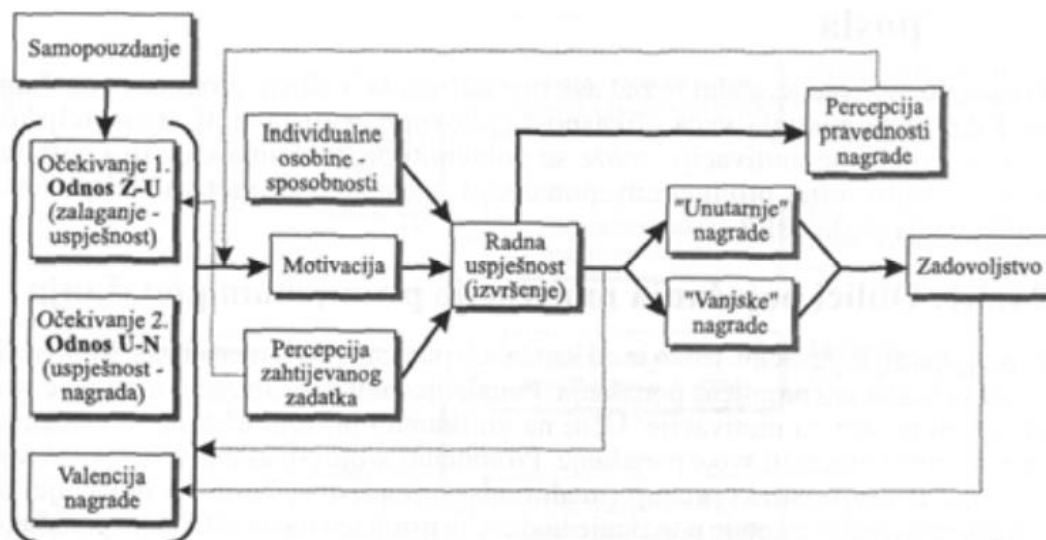 posla
Samopouzdanje
Očekivanje 1.
Odnos Z-U
(zalaganje -
uspješnost)
Očekivanje 2.
Odnos U-N
(uspješnost -
nagrada)
Valencija
nagrade
Individualne
osobine -
sposobnosti
Motivacija
Percepcija
zahtijevanog
zadatka
Radna
uspješnost
(izvršenje)
Percepcija
pravednosti
nagrade
"Unutarnje"
nagrade
"Vanjske"
nagrade
Zadovoljstvo